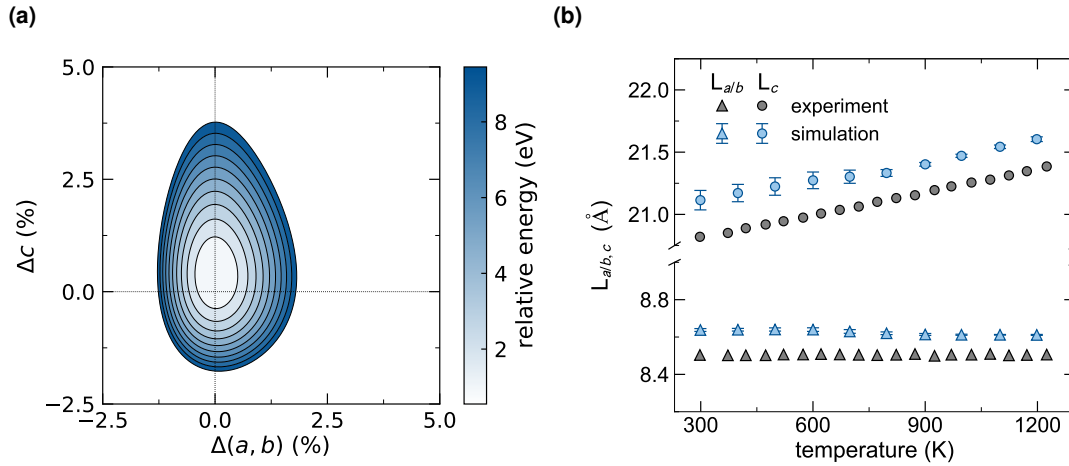 (a)
5.0
2.5
0.0
−2.5
Δc (%)
−2.5
0.0
2.5
5.0
Δ(a, b) (%)
8
6
4
2
relative energy (eV)
(b)
22.0
21.5
21.0
8.8
8.4
L_{a/b, c} (Å)
L_{a/b} L_c
experiment
simulation
300
600
900
1200
temperature (K)